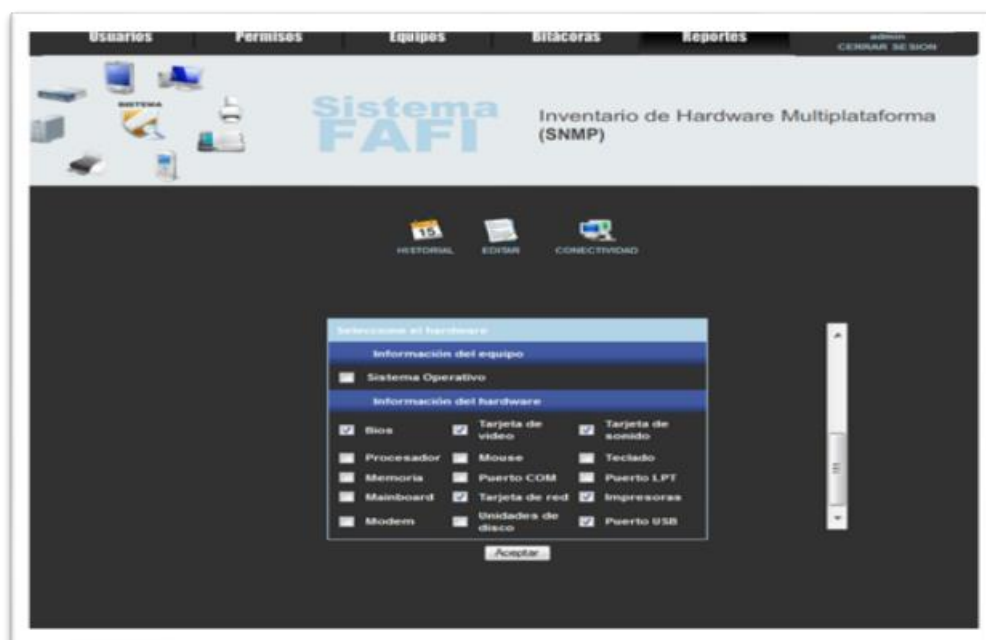 Usuarios Permisos Equipos Bitácoras Reportes admin
CERRAR SESION
SISTEMA
Sistema
FAFI
Inventario de Hardware Multiplataforma
(SNMP)
15
HISTORIAL EDITAR CONECTIVIDAD
Seleccione el hardware
Información del equipo
Sistema Operativo
Información del hardware
Bios Tarjeta de video Tarjeta de sonido
Procesador Mouse Teclado
Memoria Puerto COM Puerto LPT
Mainboard Tarjeta de red Impresoras
Modem Unidades de disco Puerto USB
Aceptar